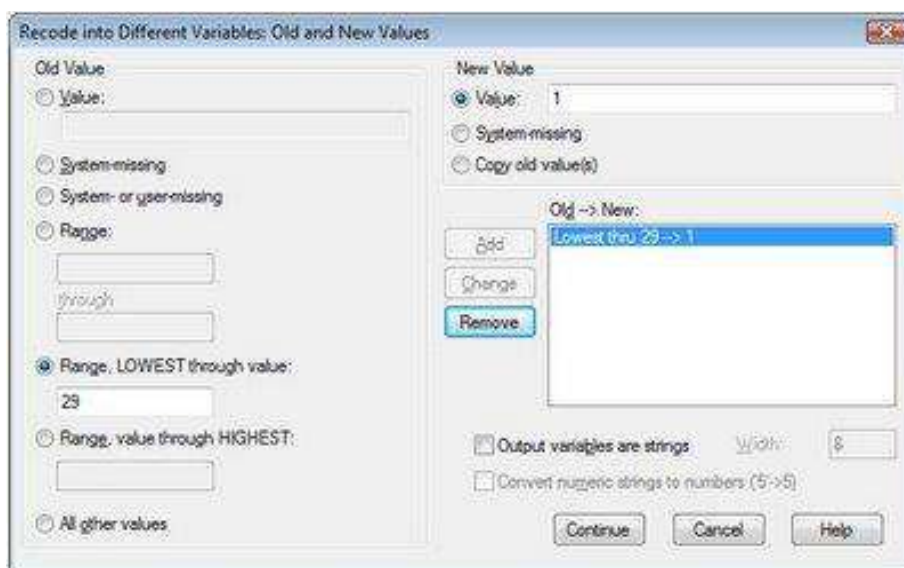 Recode into Different Variables: Old and New Values
Old Value
Value:
System-missing
System- or user-missing
Range:
through
Range, LOWEST through value:
29
Range, value through HIGHEST:
All other values
New Value
Value: 1
System-missing
Copy old value(s)
Old --> New:
Lowest thru 29 --> 1
Add
Change
Remove
Output variables are strings Width: 8
Convert numeric strings to numbers ('5'->5)
Continue Cancel Help